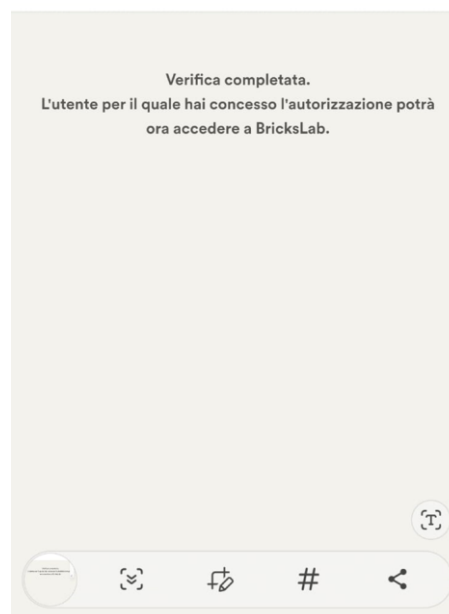 Verifica completata.
L'utente per il quale hai concesso l'autorizzazione potrà
ora accedere a BricksLab.